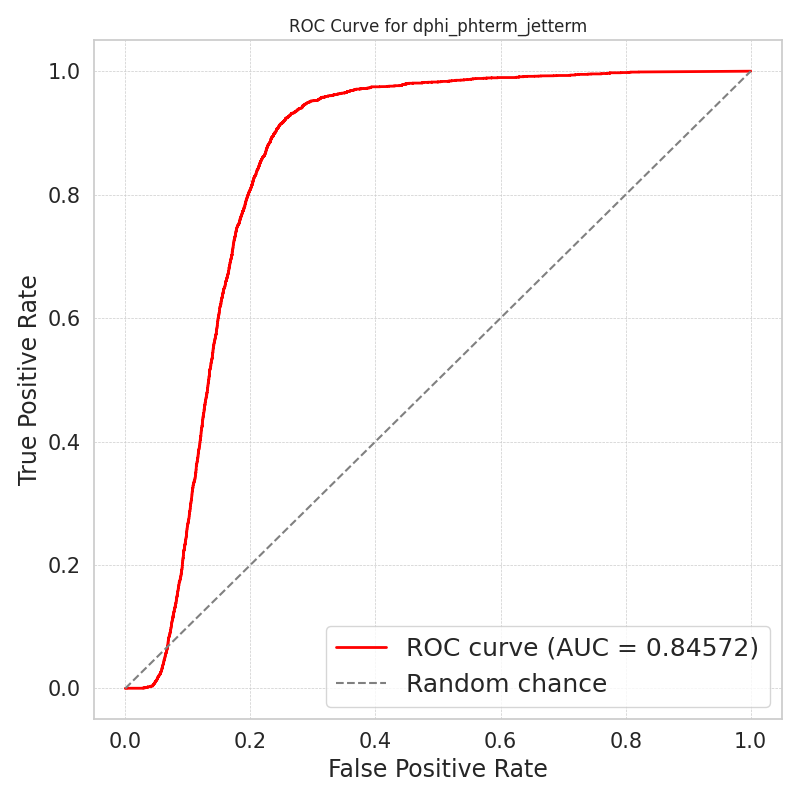 ROC Curve for dphi_phterm_jetterm
True Positive Rate
1.0
0.8
0.6
0.4
0.2
0.0
ROC curve (AUC = 0.84572)
Random chance
0.0 0.2 0.4 0.6 0.8 1.0
False Positive Rate